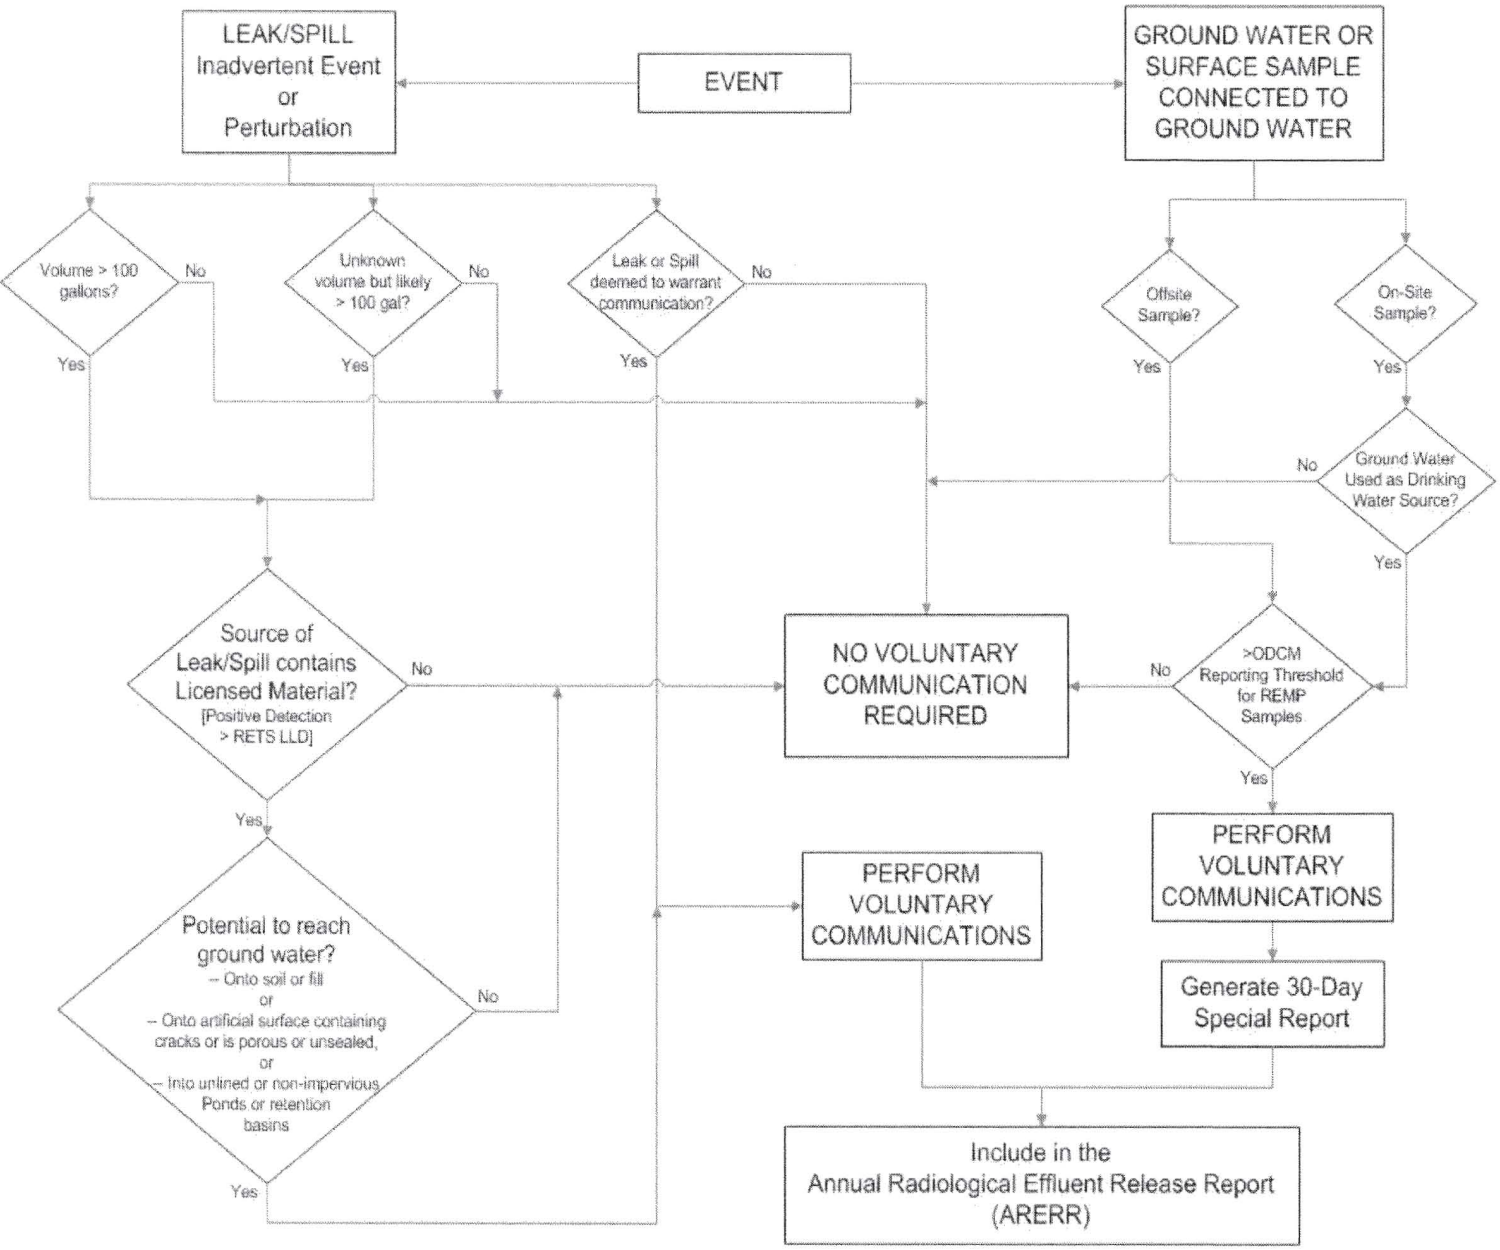 LEAK/SPILL
Inadvertent Event
or
Perturbation
EVENT
GROUND WATER OR
SURFACE SAMPLE
CONNECTED TO
GROUND WATER
Volume > 100
gallons?
No
Yes
Unknown
volume but likely
> 100 gal?
No
Yes
Leak or Spill
deemed to warrant
communication?
No
Yes
Offsite
Sample?
Yes
On-Site
Sample?
Yes
Ground Water
Used as Drinking
Water Source?
No
Yes
Source of
Leak/Spill contains
Licensed Material?
[Positive Detection
> RETS LLD]
No
Yes
NO VOLUNTARY
COMMUNICATION
REQUIRED
>ODCM
Reporting Threshold
for REMP
Samples
No
Yes
Potential to reach
ground water?
-- Onto soil or fill
or
-- Onto artificial surface containing
cracks or is porous or unsealed,
or
-- Into unlined or non-impervious
Ponds or retention
basins
No
Yes
PERFORM
VOLUNTARY
COMMUNICATIONS
PERFORM
VOLUNTARY
COMMUNICATIONS
Generate 30-Day
Special Report
Include in the
Annual Radiological Effluent Release Report
(ARERR)